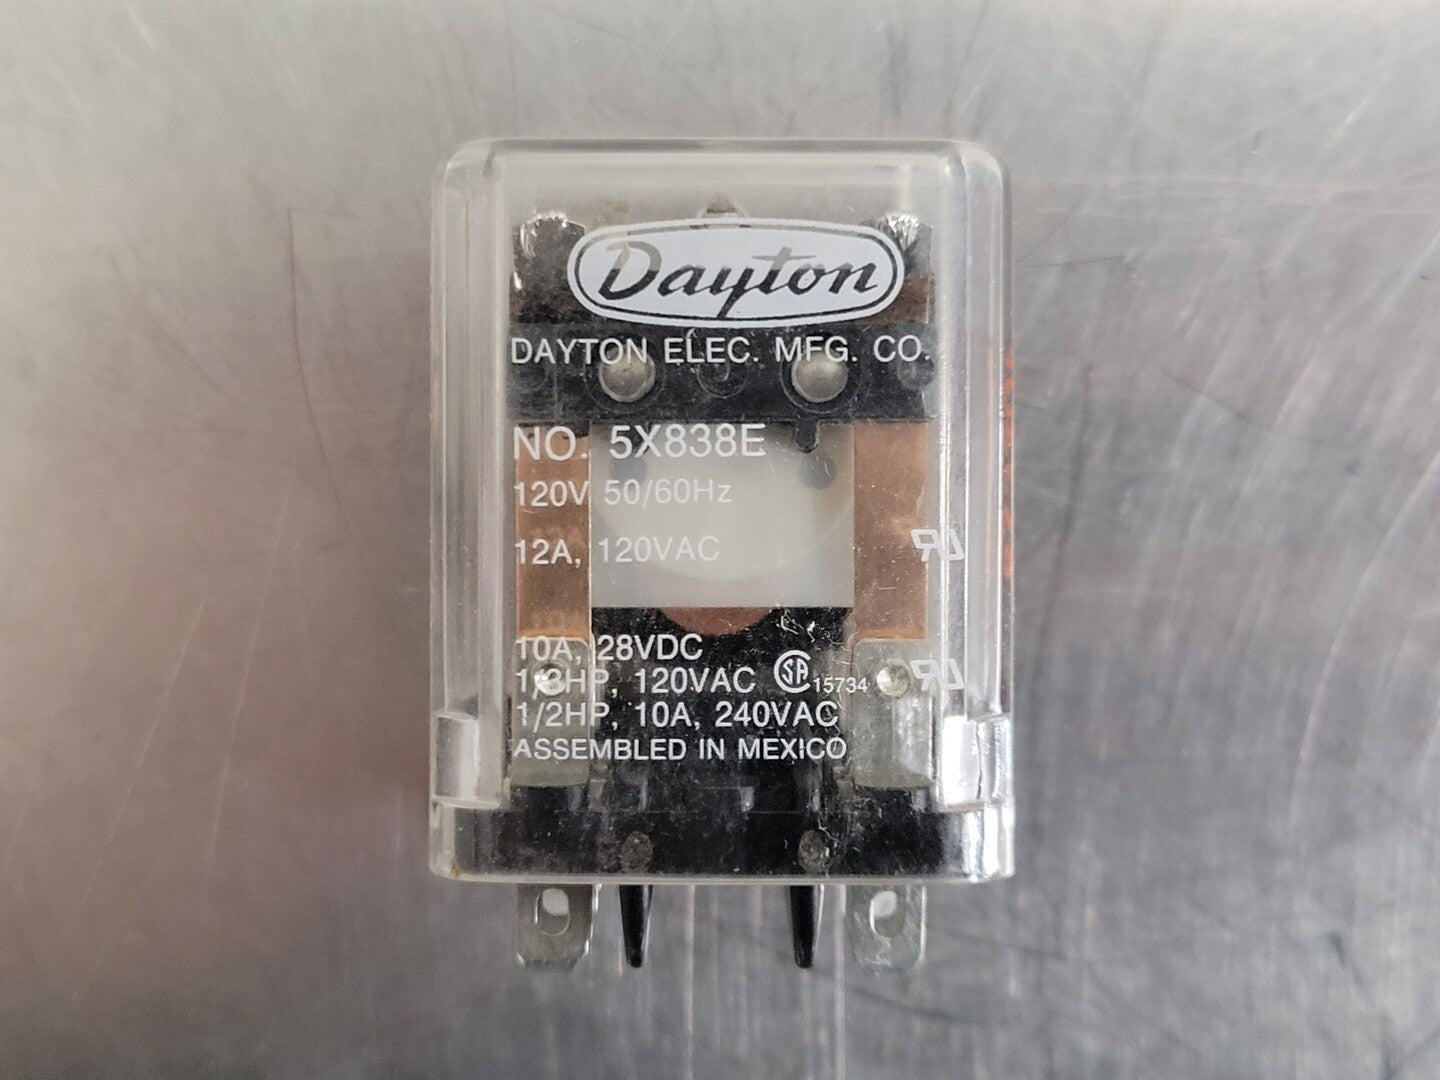 Dayton
DAYTON ELEC. MFG. CO.
NO. 5X838E
120V 50/60Hz
12A, 120VAC
10A, 28VDC
1/3HP, 120VAC SA 15734
1/2HP, 10A, 240VAC
ASSEMBLED IN MEXICO